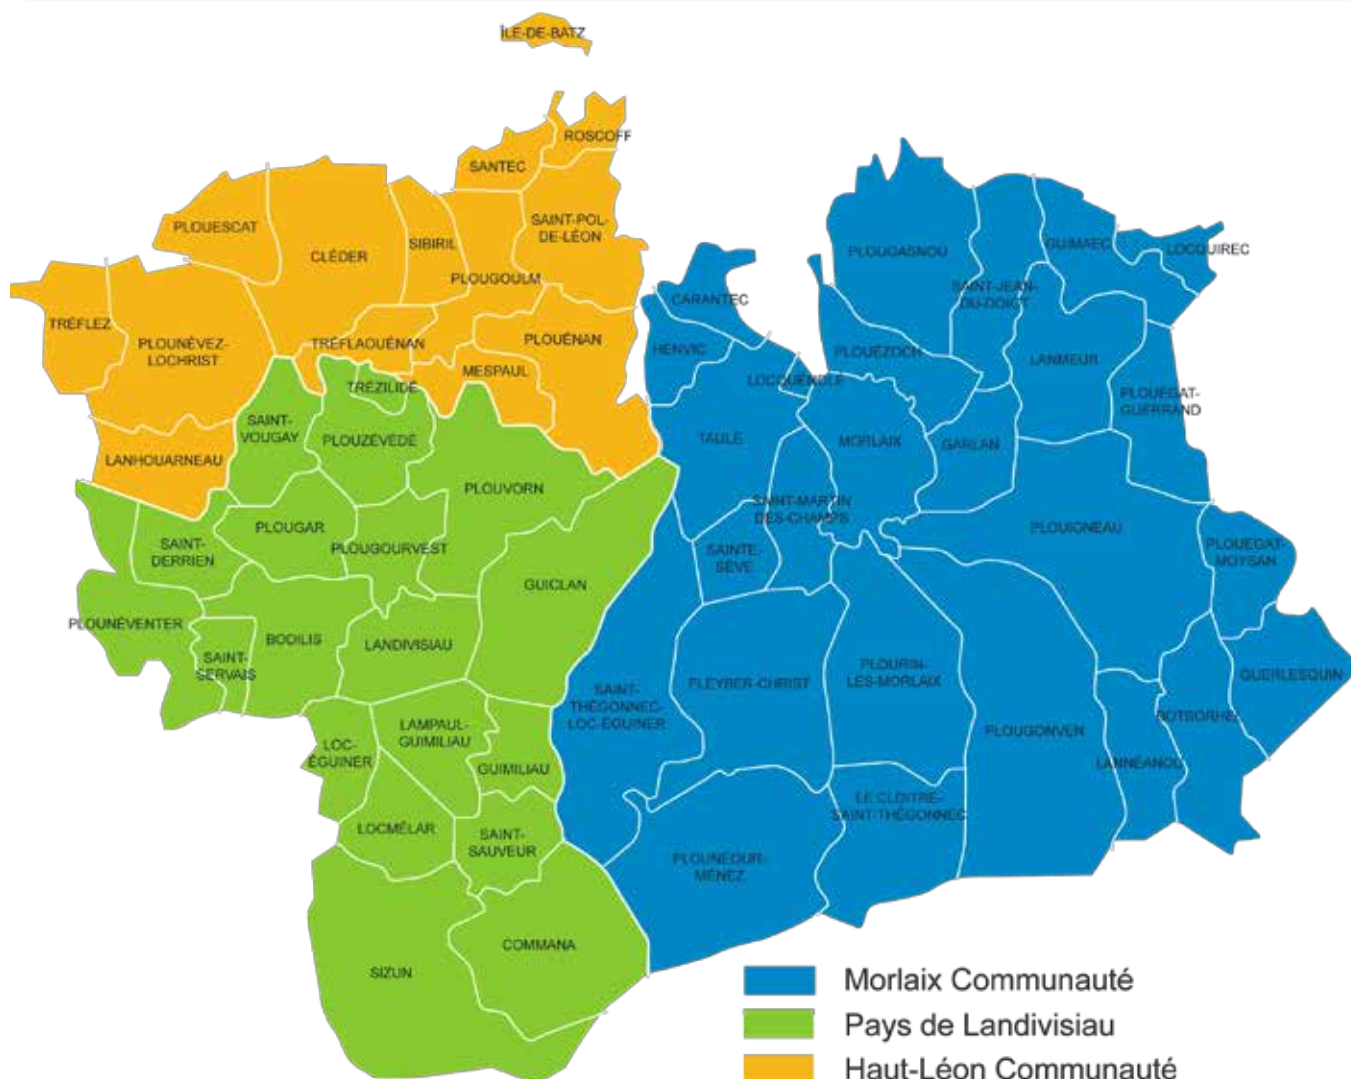 ÎLE-DE-BATZ
ROSCOFF
SANTEC
PLOUESCAT
SAINT-POL-
DE-LÉON
SIBIRIL
CLÉDER
PLOUGOULM
TRÉFLEZ
PLOUNÉVEZ-
LOCHRIST
TRÉFLAOUÉNAN
PLOUÉNAN
MESPAUL
TRÉZILIDÉ
LANHOUARNEAU
SAINT-
VOUGAY
PLOUZÉVÉDÉ
PLOUVORN
PLOUGAR
PLOUGOURVEST
SAINT-
DERRIEN
GUICLAN
PLOUNÉVENTER
BODILIS
LANDIVISIAU
SAINT-
SERVAIS
LAMPAUL-
GUIMILIAU
LOC-
ÉGUINER
GUIMILIAU
LOCMÉLAR
SAINT-
SAUVEUR
COMMANA
SIZUN
PLOUGASNOU
GUIMAEC
LOCQUIREC
SAINT-JEAN-
DU-DOIGT
CARANTEC
HENVIC
PLOUEZOCH
LANMEUR
LOCQUENOLÉ
PLOUÉGAT-
GUERRAND
TAULÉ
MORLAIX
GARLAN
SAINT-MARTIN
DES-CHAMPS
PLOUIGNEAU
SAINTE-
SÈVE
PLOUÉGAT-
MOYSAN
PLEYBER-CHRIST
PLOURIN-
LES-MORLAIX
GUERLESQUIN
SAINT-
THÉGONNEC-
LOC-ÉGUINER
BOTSORHEL
PLOUGONVEN
LANNÉANOU
LE CLOÎTRE-
SAINT-THÉGONNEC
PLOUNÉOUR-
MÉNEZ
Morlaix Communauté
Pays de Landivisiau
Haut-Léon Communauté